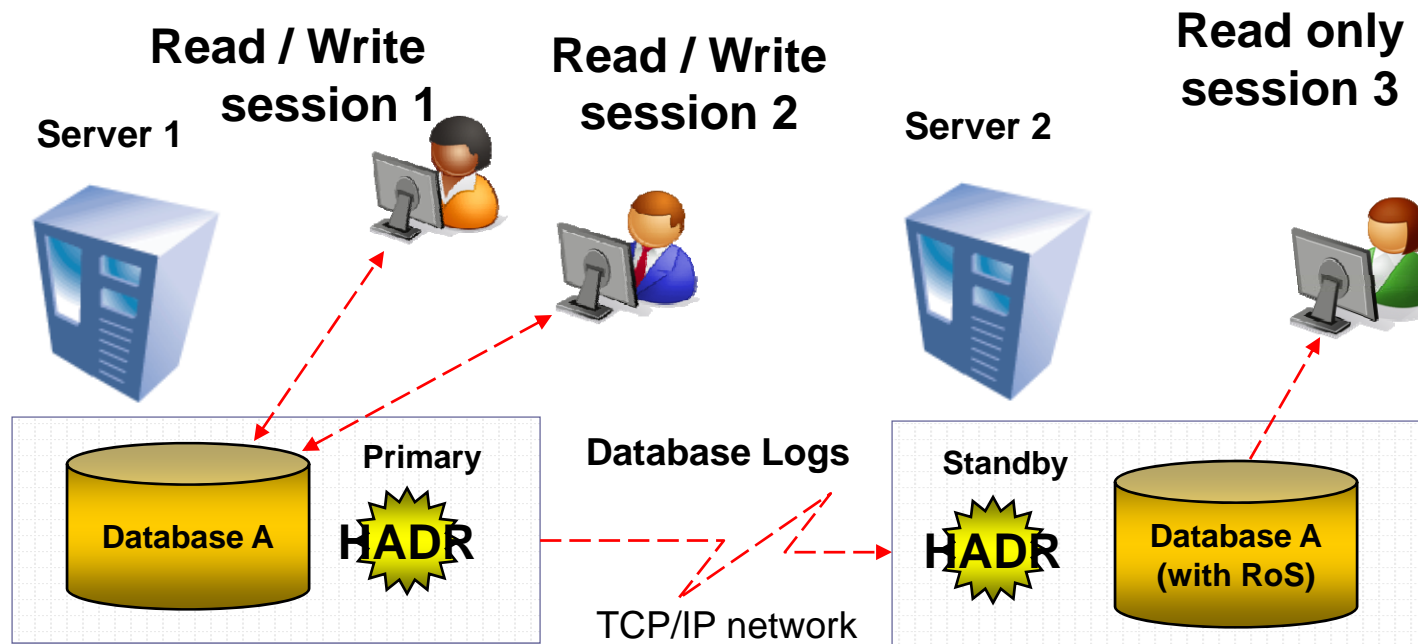 Read / Write
session 1
Read / Write
session 2
Read only
session 3
Server 1
Server 2
Primary
HADR
Database A
Database Logs
TCP/IP network
Standby
HADR
Database A
(with RoS)